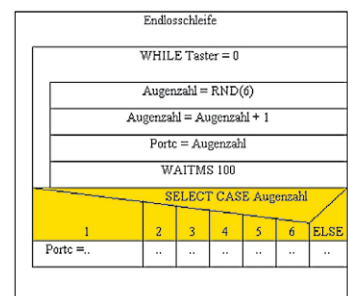 Endlosschleife
WHILE Taster = 0
Augenzahl = RND(6)
Augenzahl = Augenzahl + 1
Portc = Augenzahl
WAITMS 100
SELECT CASE Augenzahl
1 2 3 4 5 6 ELSE
Portc =.. .. .. .. .. .. ..